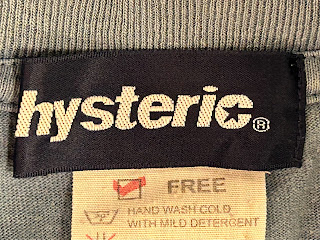 hysteric®
FREE
HAND WASH COLD
WITH MILD DETERGENT